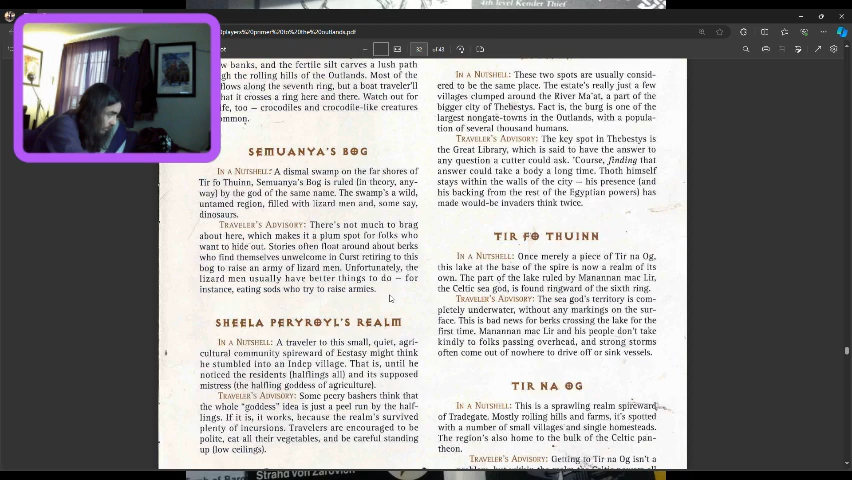 4th level Kender Thief
players%20primer%20to%20the%20outlands.pdf
32 of 43
w banks, and the fertile silt carves a lush path
gh the rolling hills of the Outlands. Most of the
flows along the seventh ring, but a boat traveler'll
hat it crosses a ring here and there. Watch out for
ife, too — crocodiles and crocodile-like creatures
ommon.
SEMUANYA'S BOG
IN A NUTSHELL: A dismal swamp on the far shores of
Tir fo Thuinn, Semuanya's Bog is ruled (in theory, any-
way) by the god of the same name. The swamp's a wild,
untamed region, filled with lizard men and, some say,
dinosaurs.
TRAVELER'S ADVISORY: There's not much to brag
about here, which makes it a plum spot for folks who
want to hide out. Stories often float around about berks
who find themselves unwelcome in Curst retiring to this
bog to raise an army of lizard men. Unfortunately, the
lizard men usually have better things to do — for
instance, eating sods who try to raise armies.
SHEELA PERYROYL'S REALM
IN A NUTSHELL: A traveler to this small, quiet, agri-
cultural community spireward of Ecstasy might think
he stumbled into an Indep village. That is, until he
noticed the residents (halflings all) and its supposed
mistress (the halfling goddess of agriculture).
TRAVELER'S ADVISORY: Some peery bashers think that
the whole "goddess" idea is just a peel run by the half-
lings. If it is, it works, because the realm's survived
plenty of incursions. Travelers are encouraged to be
polite, eat all their vegetables, and be careful standing
up (low ceilings).
IN A NUTSHELL: These two spots are usually consid-
ered to be the same place. The estate's really just a few
villages clumped around the River Ma'at, a part of the
bigger city of Thebestys. Fact is, the burg is one of the
largest nongate-towns in the Outlands, with a popula-
tion of several thousand humans.
TRAVELER'S ADVISORY: The key spot in Thebestys is
the Great Library, which is said to have the answer to
any question a cutter could ask. 'Course, finding that
answer could take a body a long time. Thoth himself
stays within the walls of the city — his presence (and
his backing from the rest of the Egyptian powers) has
made would-be invaders think twice.
TIR FO THUINN
IN A NUTSHELL: Once merely a piece of Tir na Og,
this lake at the base of the spire is now a realm of its
own. The part of the lake ruled by Manannan mac Lir,
the Celtic sea god, is found ringward of the sixth ring.
TRAVELER'S ADVISORY: The sea god's territory is com-
pletely underwater, without any markings on the sur-
face. This is bad news for berks crossing the lake for the
first time. Manannan mac Lir and his people don't take
kindly to folks passing overhead, and strong storms
often come out of nowhere to drive off or sink vessels.
TIR NA OG
IN A NUTSHELL: This is a sprawling realm spireward
of Tradegate. Mostly rolling hills and farms, it's spotted
with a number of small villages and single homesteads.
The region's also home to the bulk of the Celtic pan-
theon.
TRAVELER'S ADVISORY: Getting to Tir na Og isn't a
Strahd von Zarovich